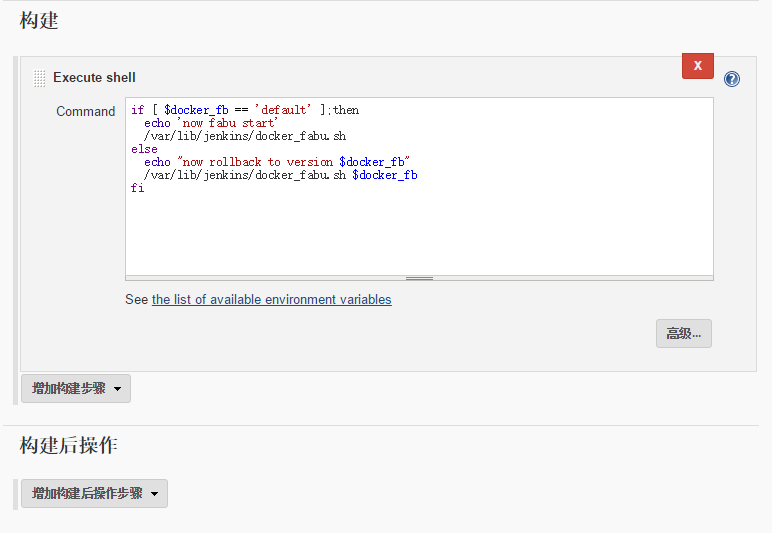 构建
Execute shell
X
?
Command
if [ $docker_fb == 'default' ];then
  echo 'now fabu start'
  /var/lib/jenkins/docker_fabu.sh
else
  echo "now rollback to version $docker_fb"
  /var/lib/jenkins/docker_fabu.sh $docker_fb
fi
See the list of available environment variables
高级...
增加构建步骤
构建后操作
增加构建后操作步骤